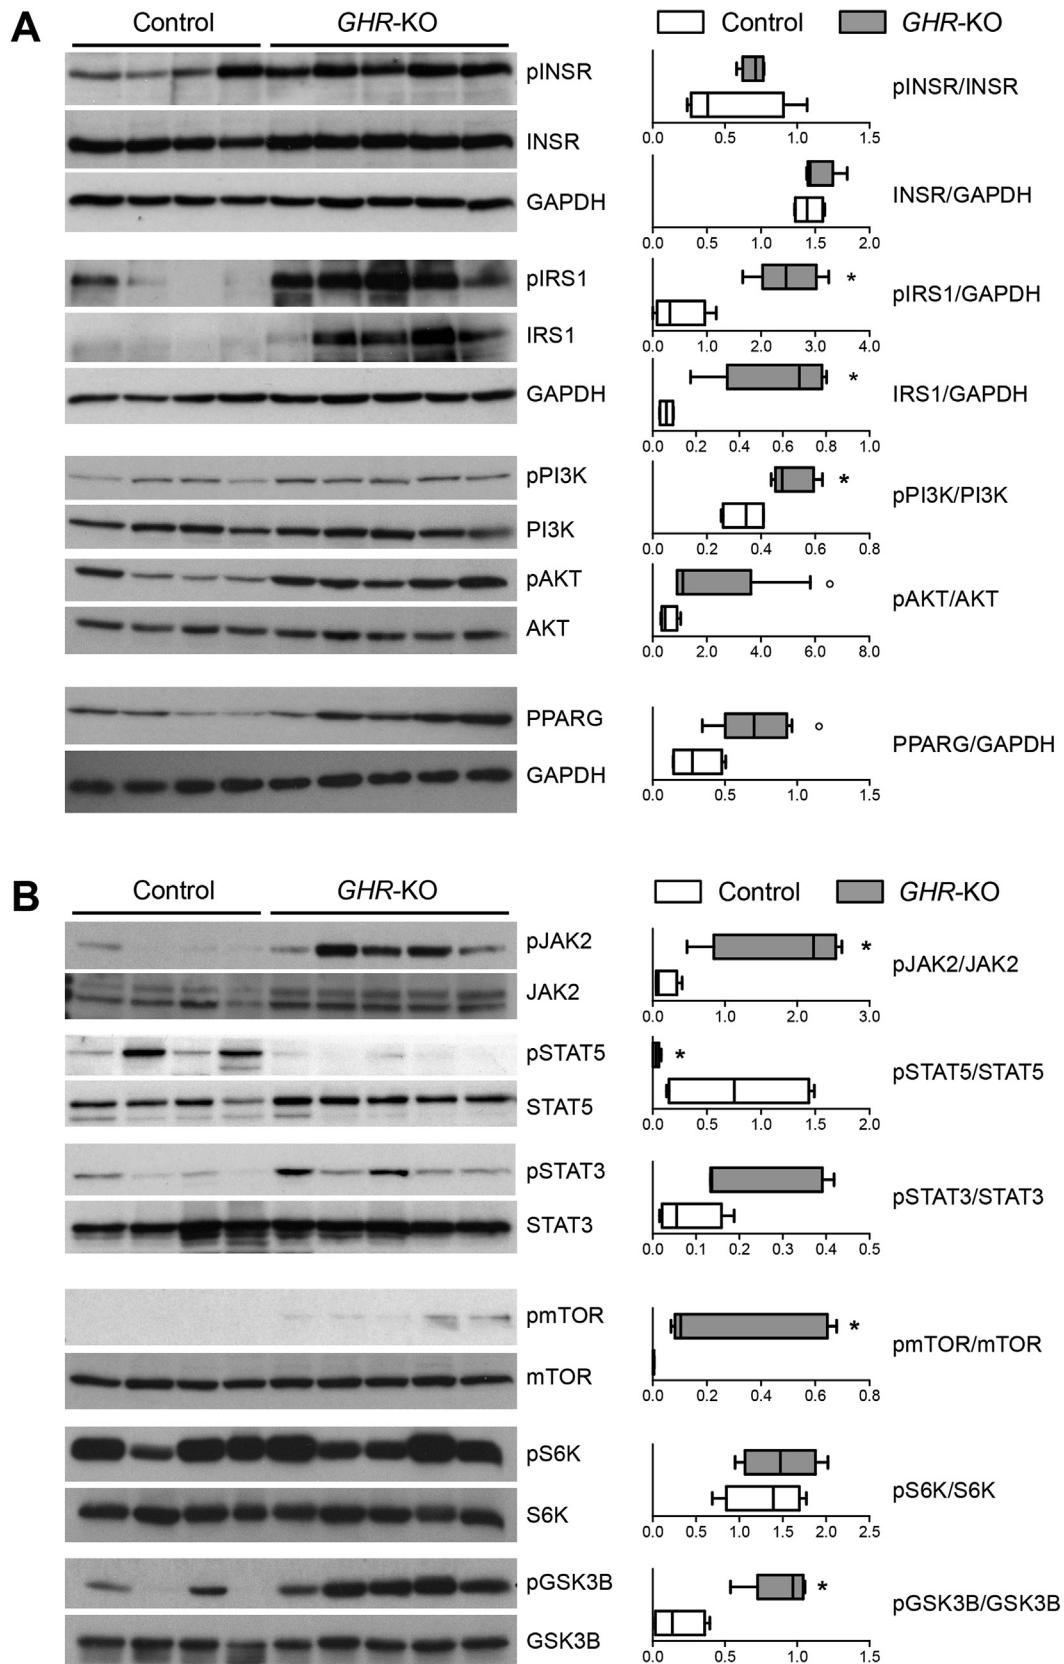 A
Control GHR-KO
Control GHR-KO
pINSR
INSR
GAPDH
pINSR/INSR
0.0 0.5 1.0 1.5
INSR/GAPDH
0.0 0.5 1.0 1.5 2.0
pIRS1
IRS1
GAPDH
* pIRS1/GAPDH
0.0 1.0 2.0 3.0 4.0
* IRS1/GAPDH
0.0 0.2 0.4 0.6 0.8 1.0
pPI3K
PI3K
pAKT
AKT
* pPI3K/PI3K
0.0 0.2 0.4 0.6 0.8
° pAKT/AKT
0.0 2.0 4.0 6.0 8.0
PPARG
GAPDH
° PPARG/GAPDH
0.0 0.5 1.0 1.5
B
Control GHR-KO
Control GHR-KO
pJAK2
JAK2
* pJAK2/JAK2
0.0 1.0 2.0 3.0
pSTAT5
STAT5
* pSTAT5/STAT5
0.0 0.5 1.0 1.5 2.0
pSTAT3
STAT3
pSTAT3/STAT3
0.0 0.1 0.2 0.3 0.4 0.5
pmTOR
mTOR
* pmTOR/mTOR
0.0 0.2 0.4 0.6 0.8
pS6K
S6K
pS6K/S6K
0.0 0.5 1.0 1.5 2.0 2.5
pGSK3B
GSK3B
* pGSK3B/GSK3B
0.0 0.5 1.0 1.5